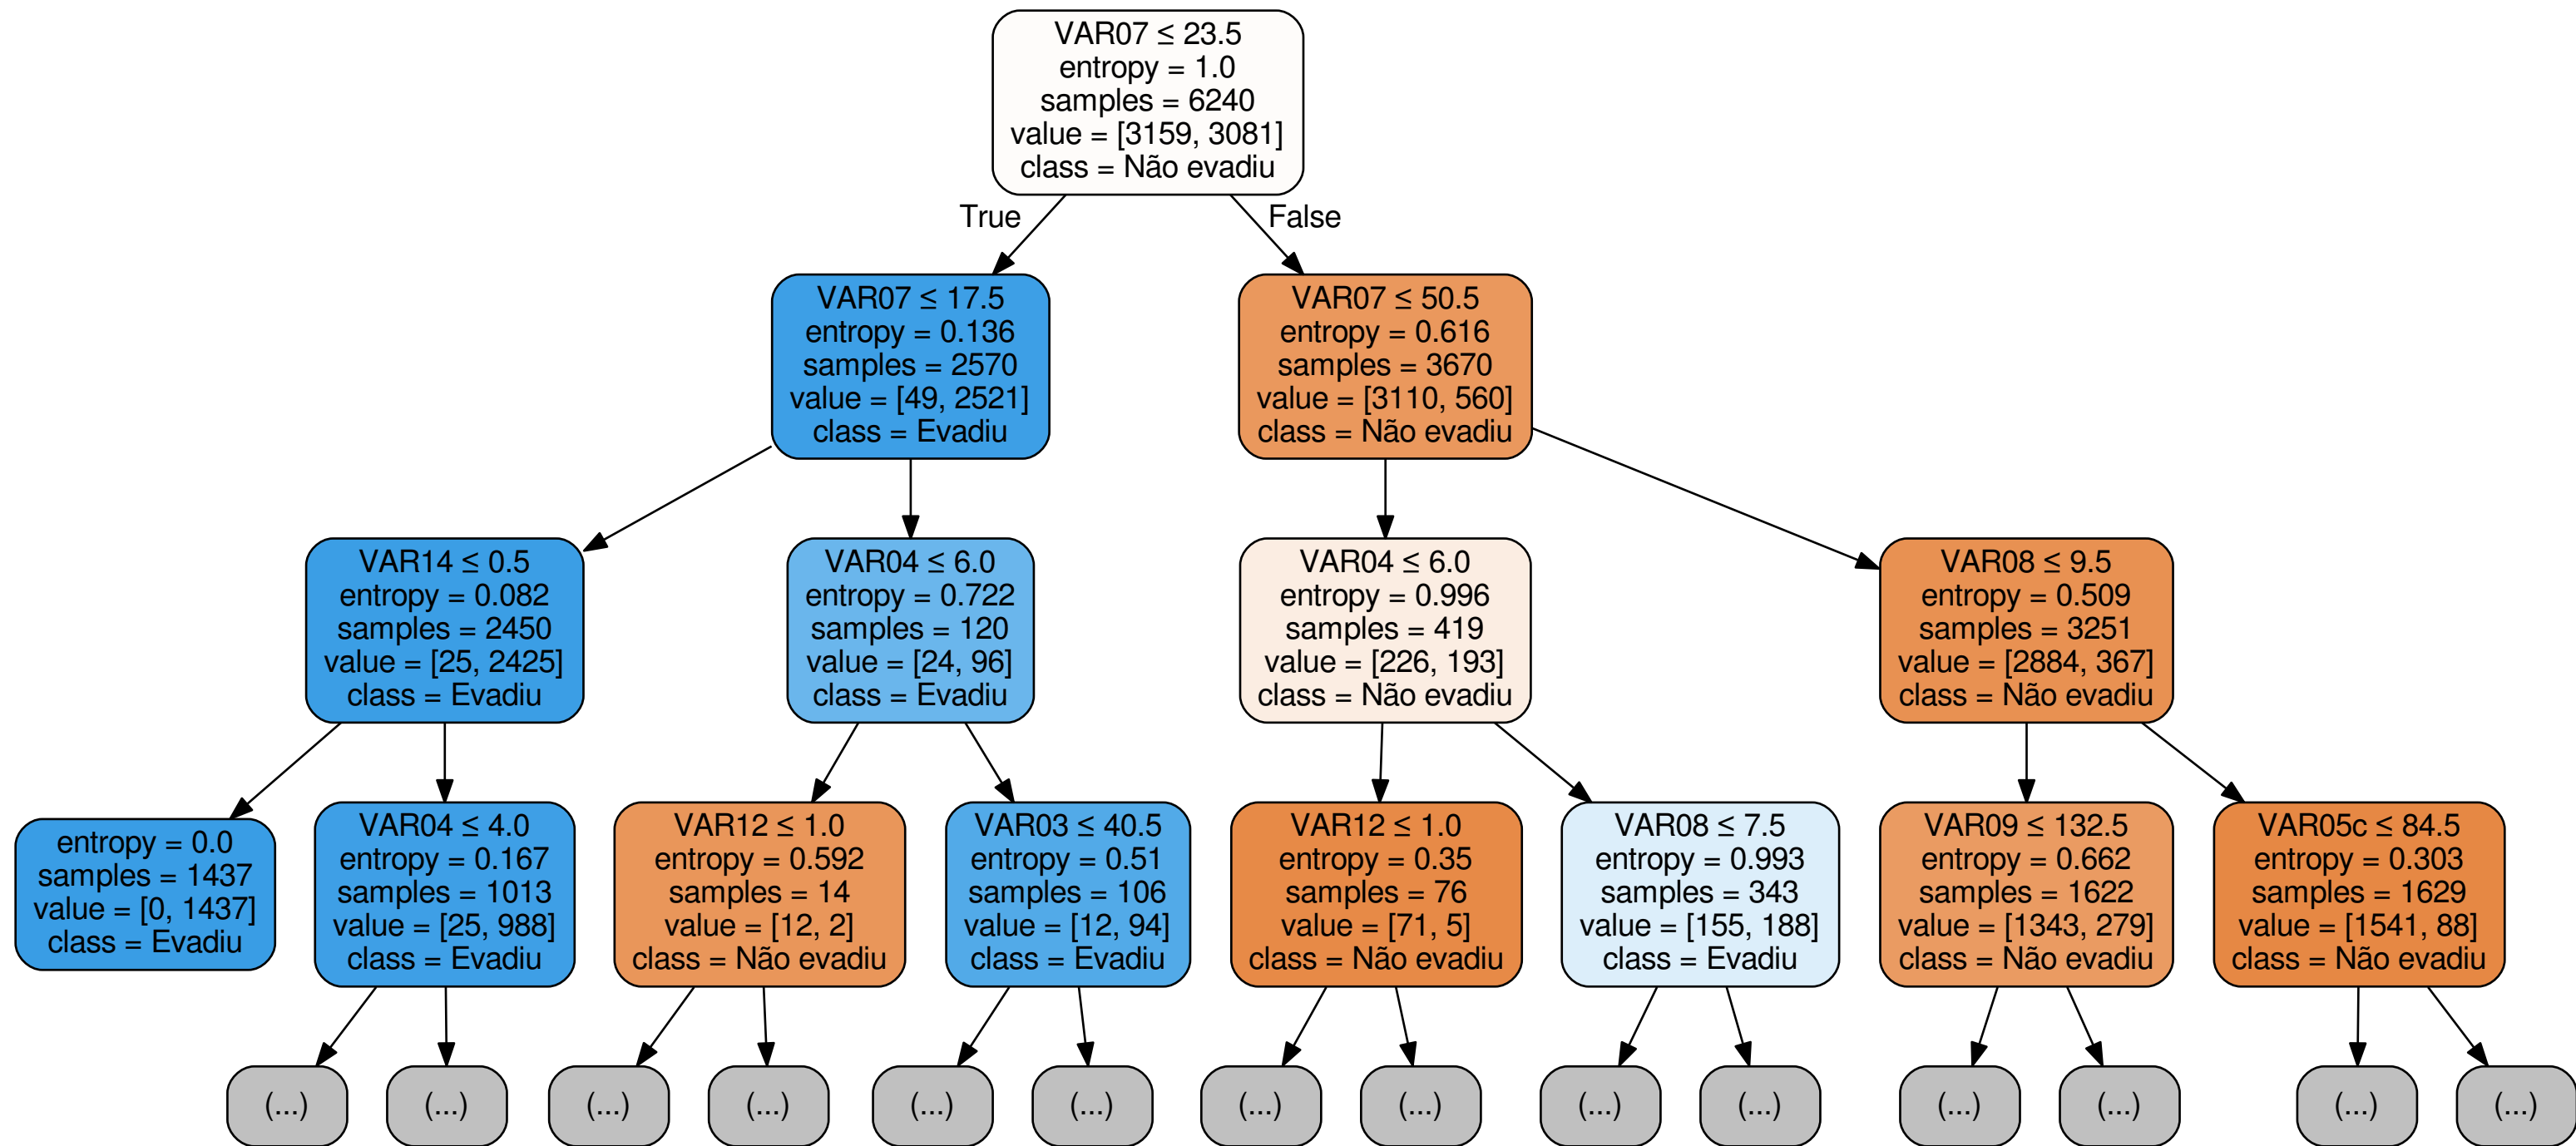 VAR07 ≤ 23.5
entropy = 1.0
samples = 6240
value = [3159, 3081]
class = Não evadiu
True
False
VAR07 ≤ 17.5
entropy = 0.136
samples = 2570
value = [49, 2521]
class = Evadiu
VAR07 ≤ 50.5
entropy = 0.616
samples = 3670
value = [3110, 560]
class = Não evadiu
VAR14 ≤ 0.5
entropy = 0.082
samples = 2450
value = [25, 2425]
class = Evadiu
VAR04 ≤ 6.0
entropy = 0.722
samples = 120
value = [24, 96]
class = Evadiu
VAR04 ≤ 6.0
entropy = 0.996
samples = 419
value = [226, 193]
class = Não evadiu
VAR08 ≤ 9.5
entropy = 0.509
samples = 3251
value = [2884, 367]
class = Não evadiu
entropy = 0.0
samples = 1437
value = [0, 1437]
class = Evadiu
VAR04 ≤ 4.0
entropy = 0.167
samples = 1013
value = [25, 988]
class = Evadiu
VAR12 ≤ 1.0
entropy = 0.592
samples = 14
value = [12, 2]
class = Não evadiu
VAR03 ≤ 40.5
entropy = 0.51
samples = 106
value = [12, 94]
class = Evadiu
VAR12 ≤ 1.0
entropy = 0.35
samples = 76
value = [71, 5]
class = Não evadiu
VAR08 ≤ 7.5
entropy = 0.993
samples = 343
value = [155, 188]
class = Evadiu
VAR09 ≤ 132.5
entropy = 0.662
samples = 1622
value = [1343, 279]
class = Não evadiu
VAR05c ≤ 84.5
entropy = 0.303
samples = 1629
value = [1541, 88]
class = Não evadiu
(...)
(...)
(...)
(...)
(...)
(...)
(...)
(...)
(...)
(...)
(...)
(...)
(...)
(...)